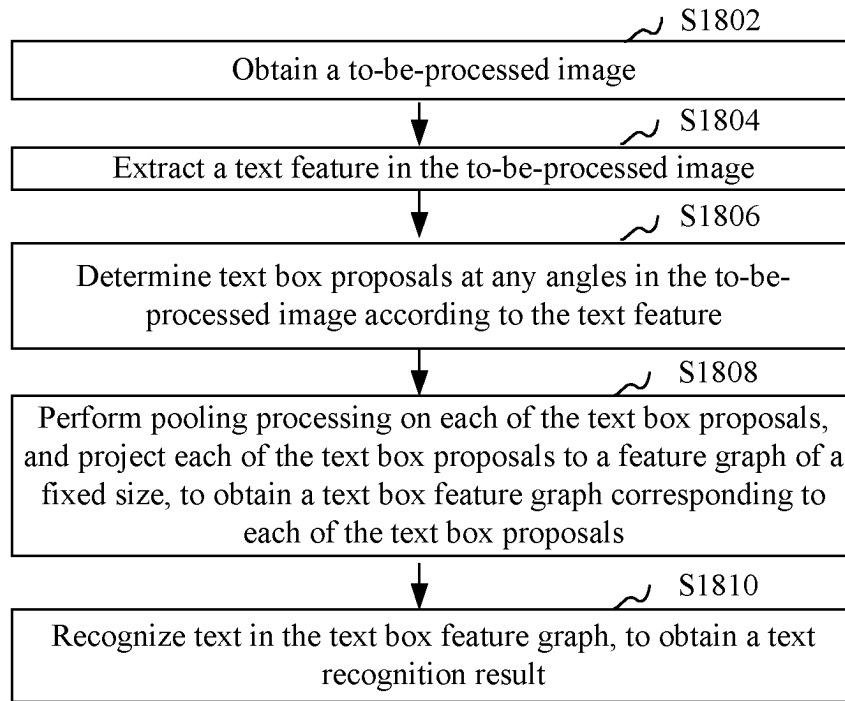 S1802
Obtain a to-be-processed image
S1804
Extract a text feature in the to-be-processed image
S1806
Determine text box proposals at any angles in the to-be-
processed image according to the text feature
S1808
Perform pooling processing on each of the text box proposals,
and project each of the text box proposals to a feature graph of a
fixed size, to obtain a text box feature graph corresponding to
each of the text box proposals
S1810
Recognize text in the text box feature graph, to obtain a text
recognition result